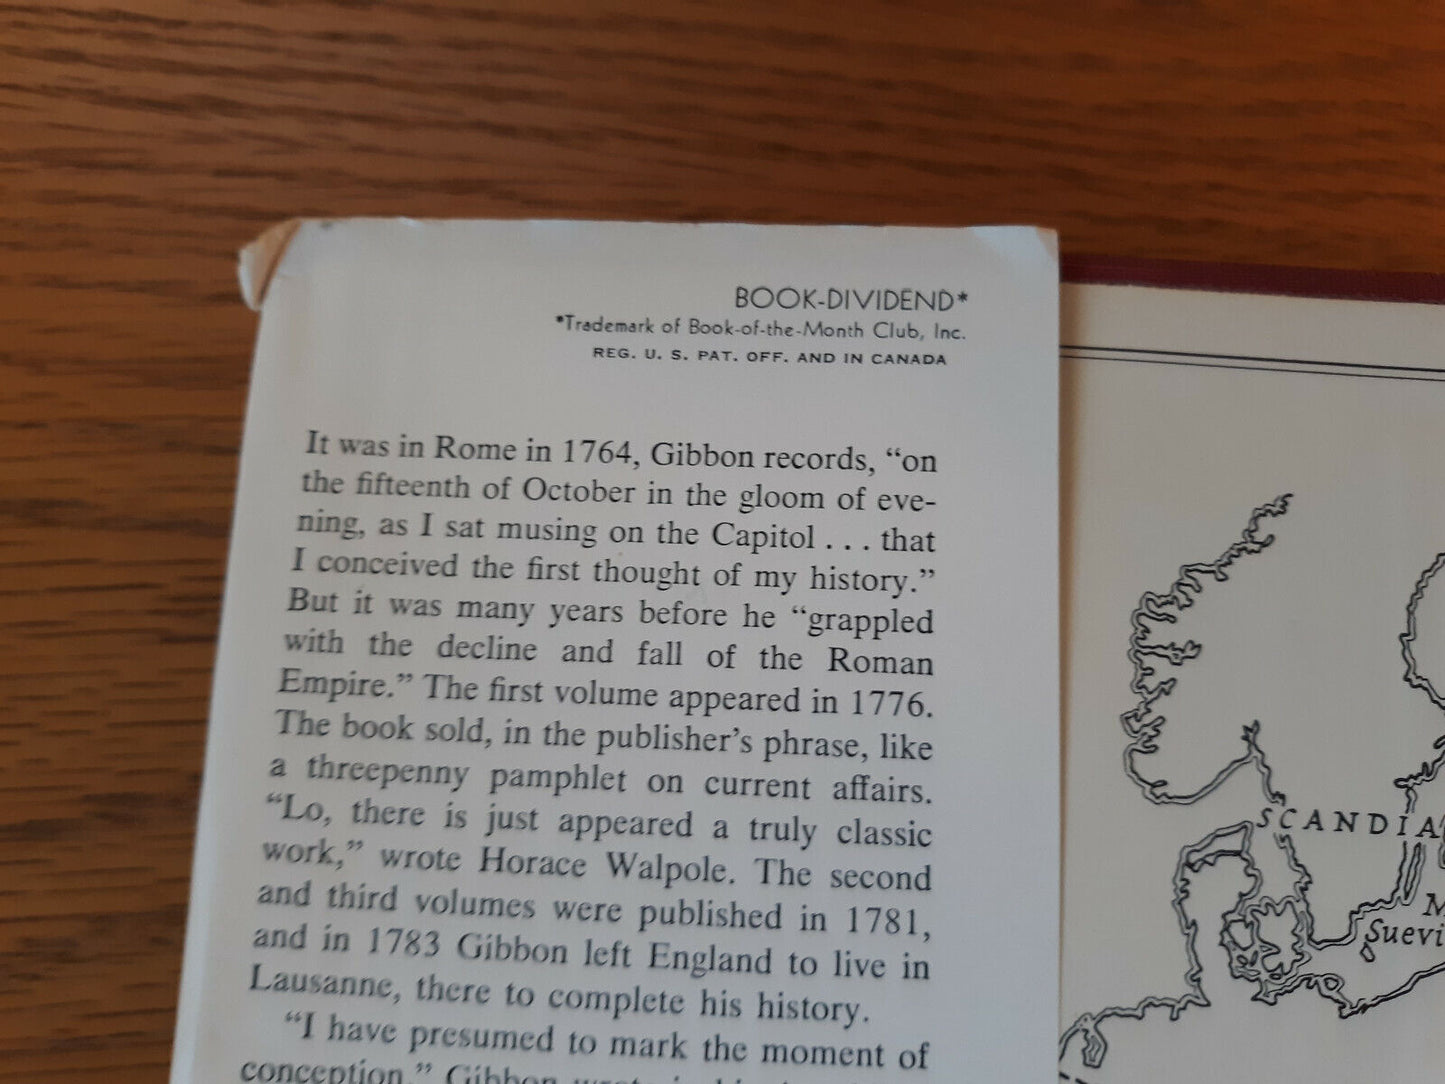 BOOK-DIVIDEND*
*Trademark of Book-of-the-Month Club, Inc.
REG. U. S. PAT. OFF. AND IN CANADA
It was in Rome in 1764, Gibbon records, “on
the fifteenth of October in the gloom of eve-
ning, as I sat musing on the Capitol . . . that
I conceived the first thought of my history.”
But it was many years before he “grappled
with the decline and fall of the Roman
Empire.” The first volume appeared in 1776.
The book sold, in the publisher’s phrase, like
a threepenny pamphlet on current affairs.
“Lo, there is just appeared a truly classic
work,” wrote Horace Walpole. The second
and third volumes were published in 1781,
and in 1783 Gibbon left England to live in
Lausanne, there to complete his history.
“I have presumed to mark the moment of
conception,” Gibbon
SCANDIA
M
Suevi